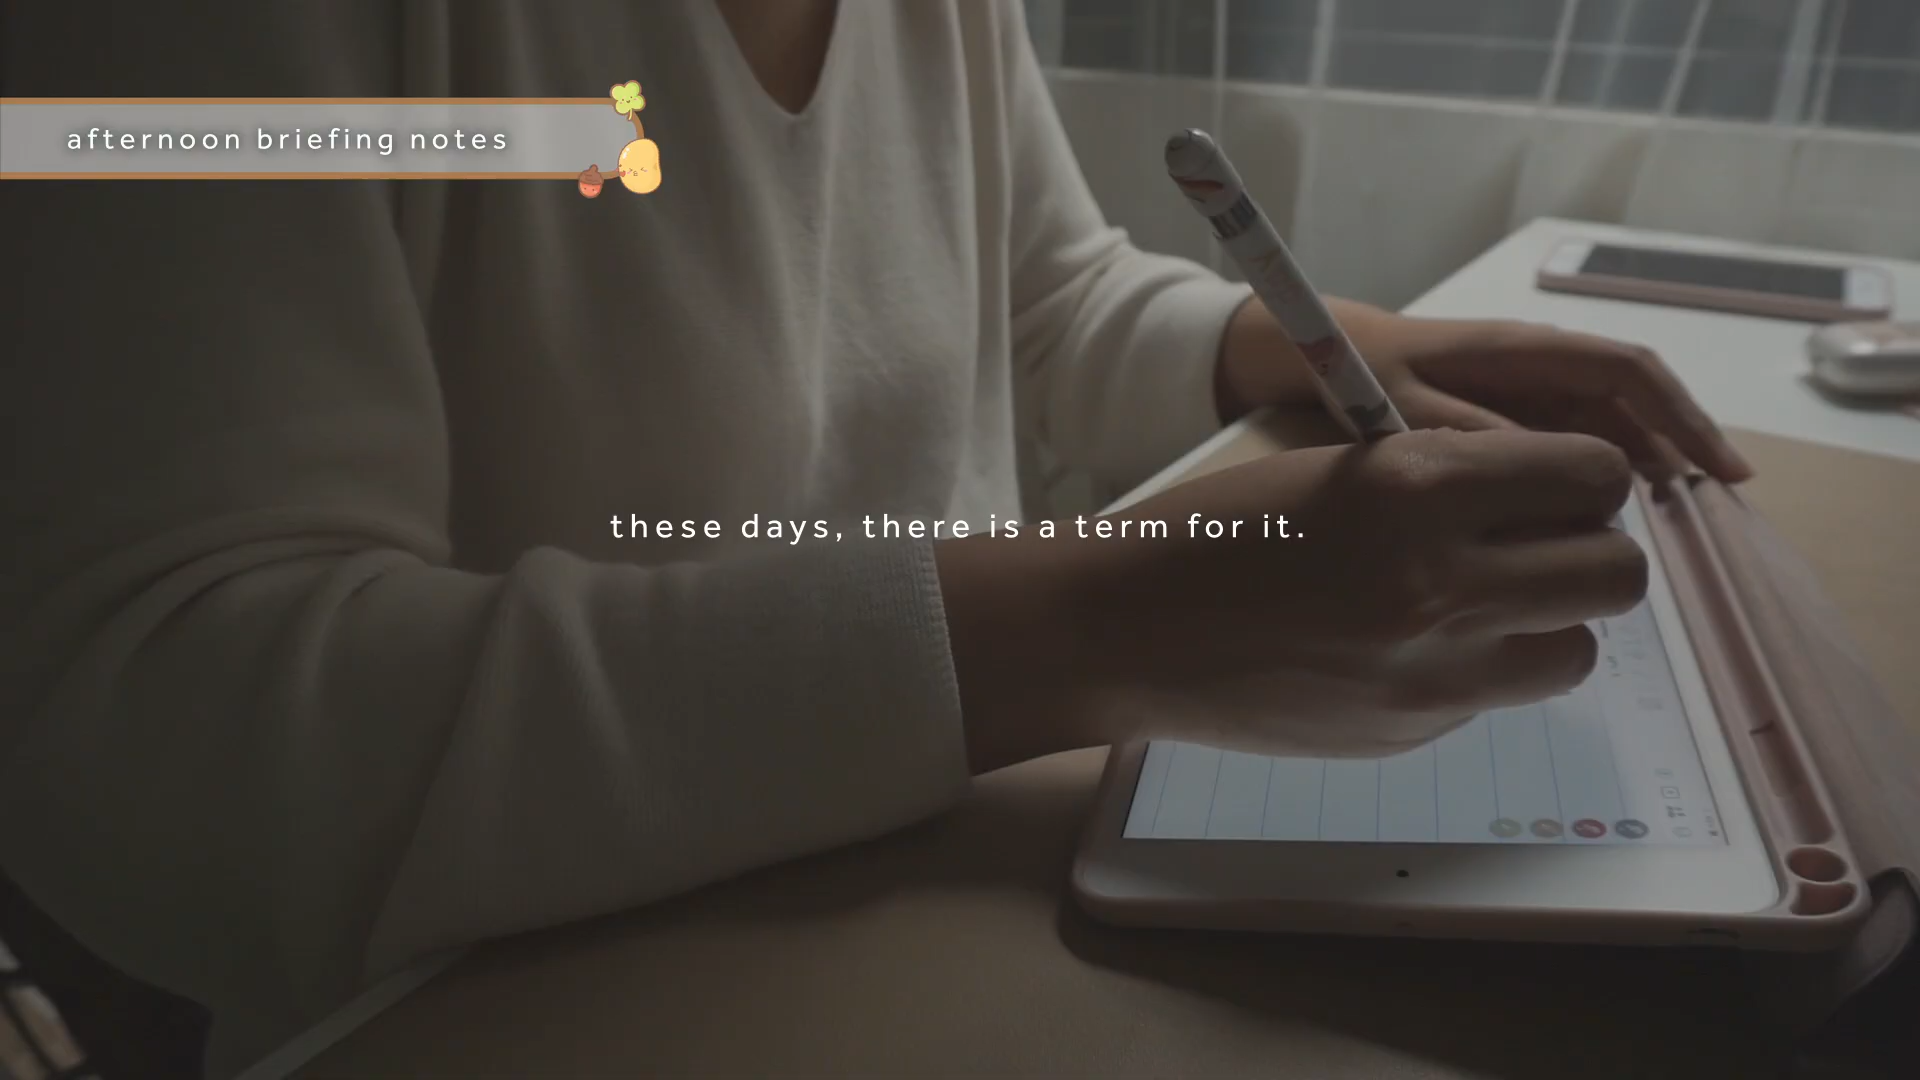 afternoon briefing notes
these days, there is a term for it.